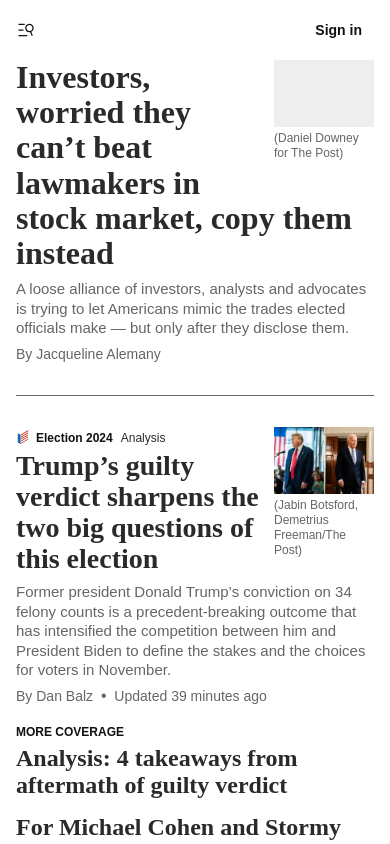 Sign in
Investors,
worried they
can’t beat
lawmakers in
stock market, copy them
instead
(Daniel Downey
for The Post)
A loose alliance of investors, analysts and advocates
is trying to let Americans mimic the trades elected
officials make — but only after they disclose them.
By Jacqueline Alemany
Election 2024 Analysis
Trump’s guilty
verdict sharpens the
two big questions of
this election
(Jabin Botsford,
Demetrius
Freeman/The
Post)
Former president Donald Trump’s conviction on 34
felony counts is a precedent-breaking outcome that
has intensified the competition between him and
President Biden to define the stakes and the choices
for voters in November.
By Dan Balz • Updated 39 minutes ago
MORE COVERAGE
Analysis: 4 takeaways from
aftermath of guilty verdict
For Michael Cohen and Stormy